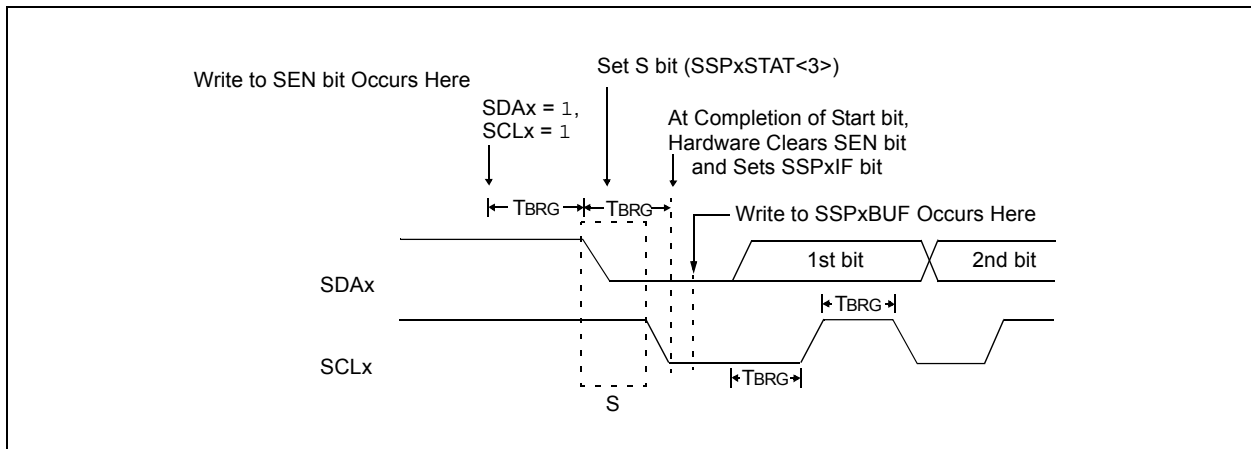 Write to SEN bit Occurs Here
Set S bit (SSPxSTAT<3>)
SDAx = 1,
SCLx = 1
At Completion of Start bit,
Hardware Clears SEN bit
and Sets SSPxIF bit
TBRG
TBRG
Write to SSPxBUF Occurs Here
SDAx
1st bit
2nd bit
TBRG
SCLx
TBRG
S